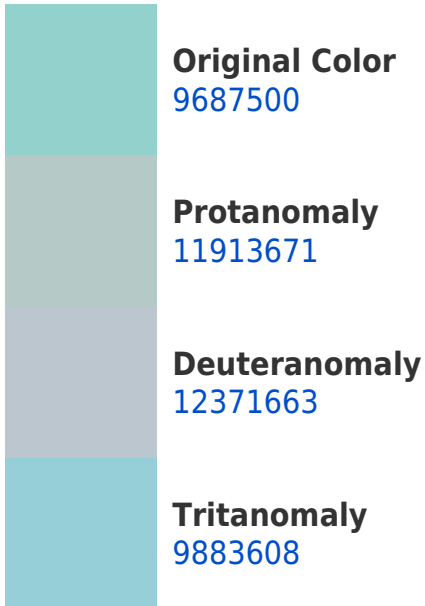 Original Color
9687500
Protanomaly
11913671
Deuteranomaly
12371663
Tritanomaly
9883608